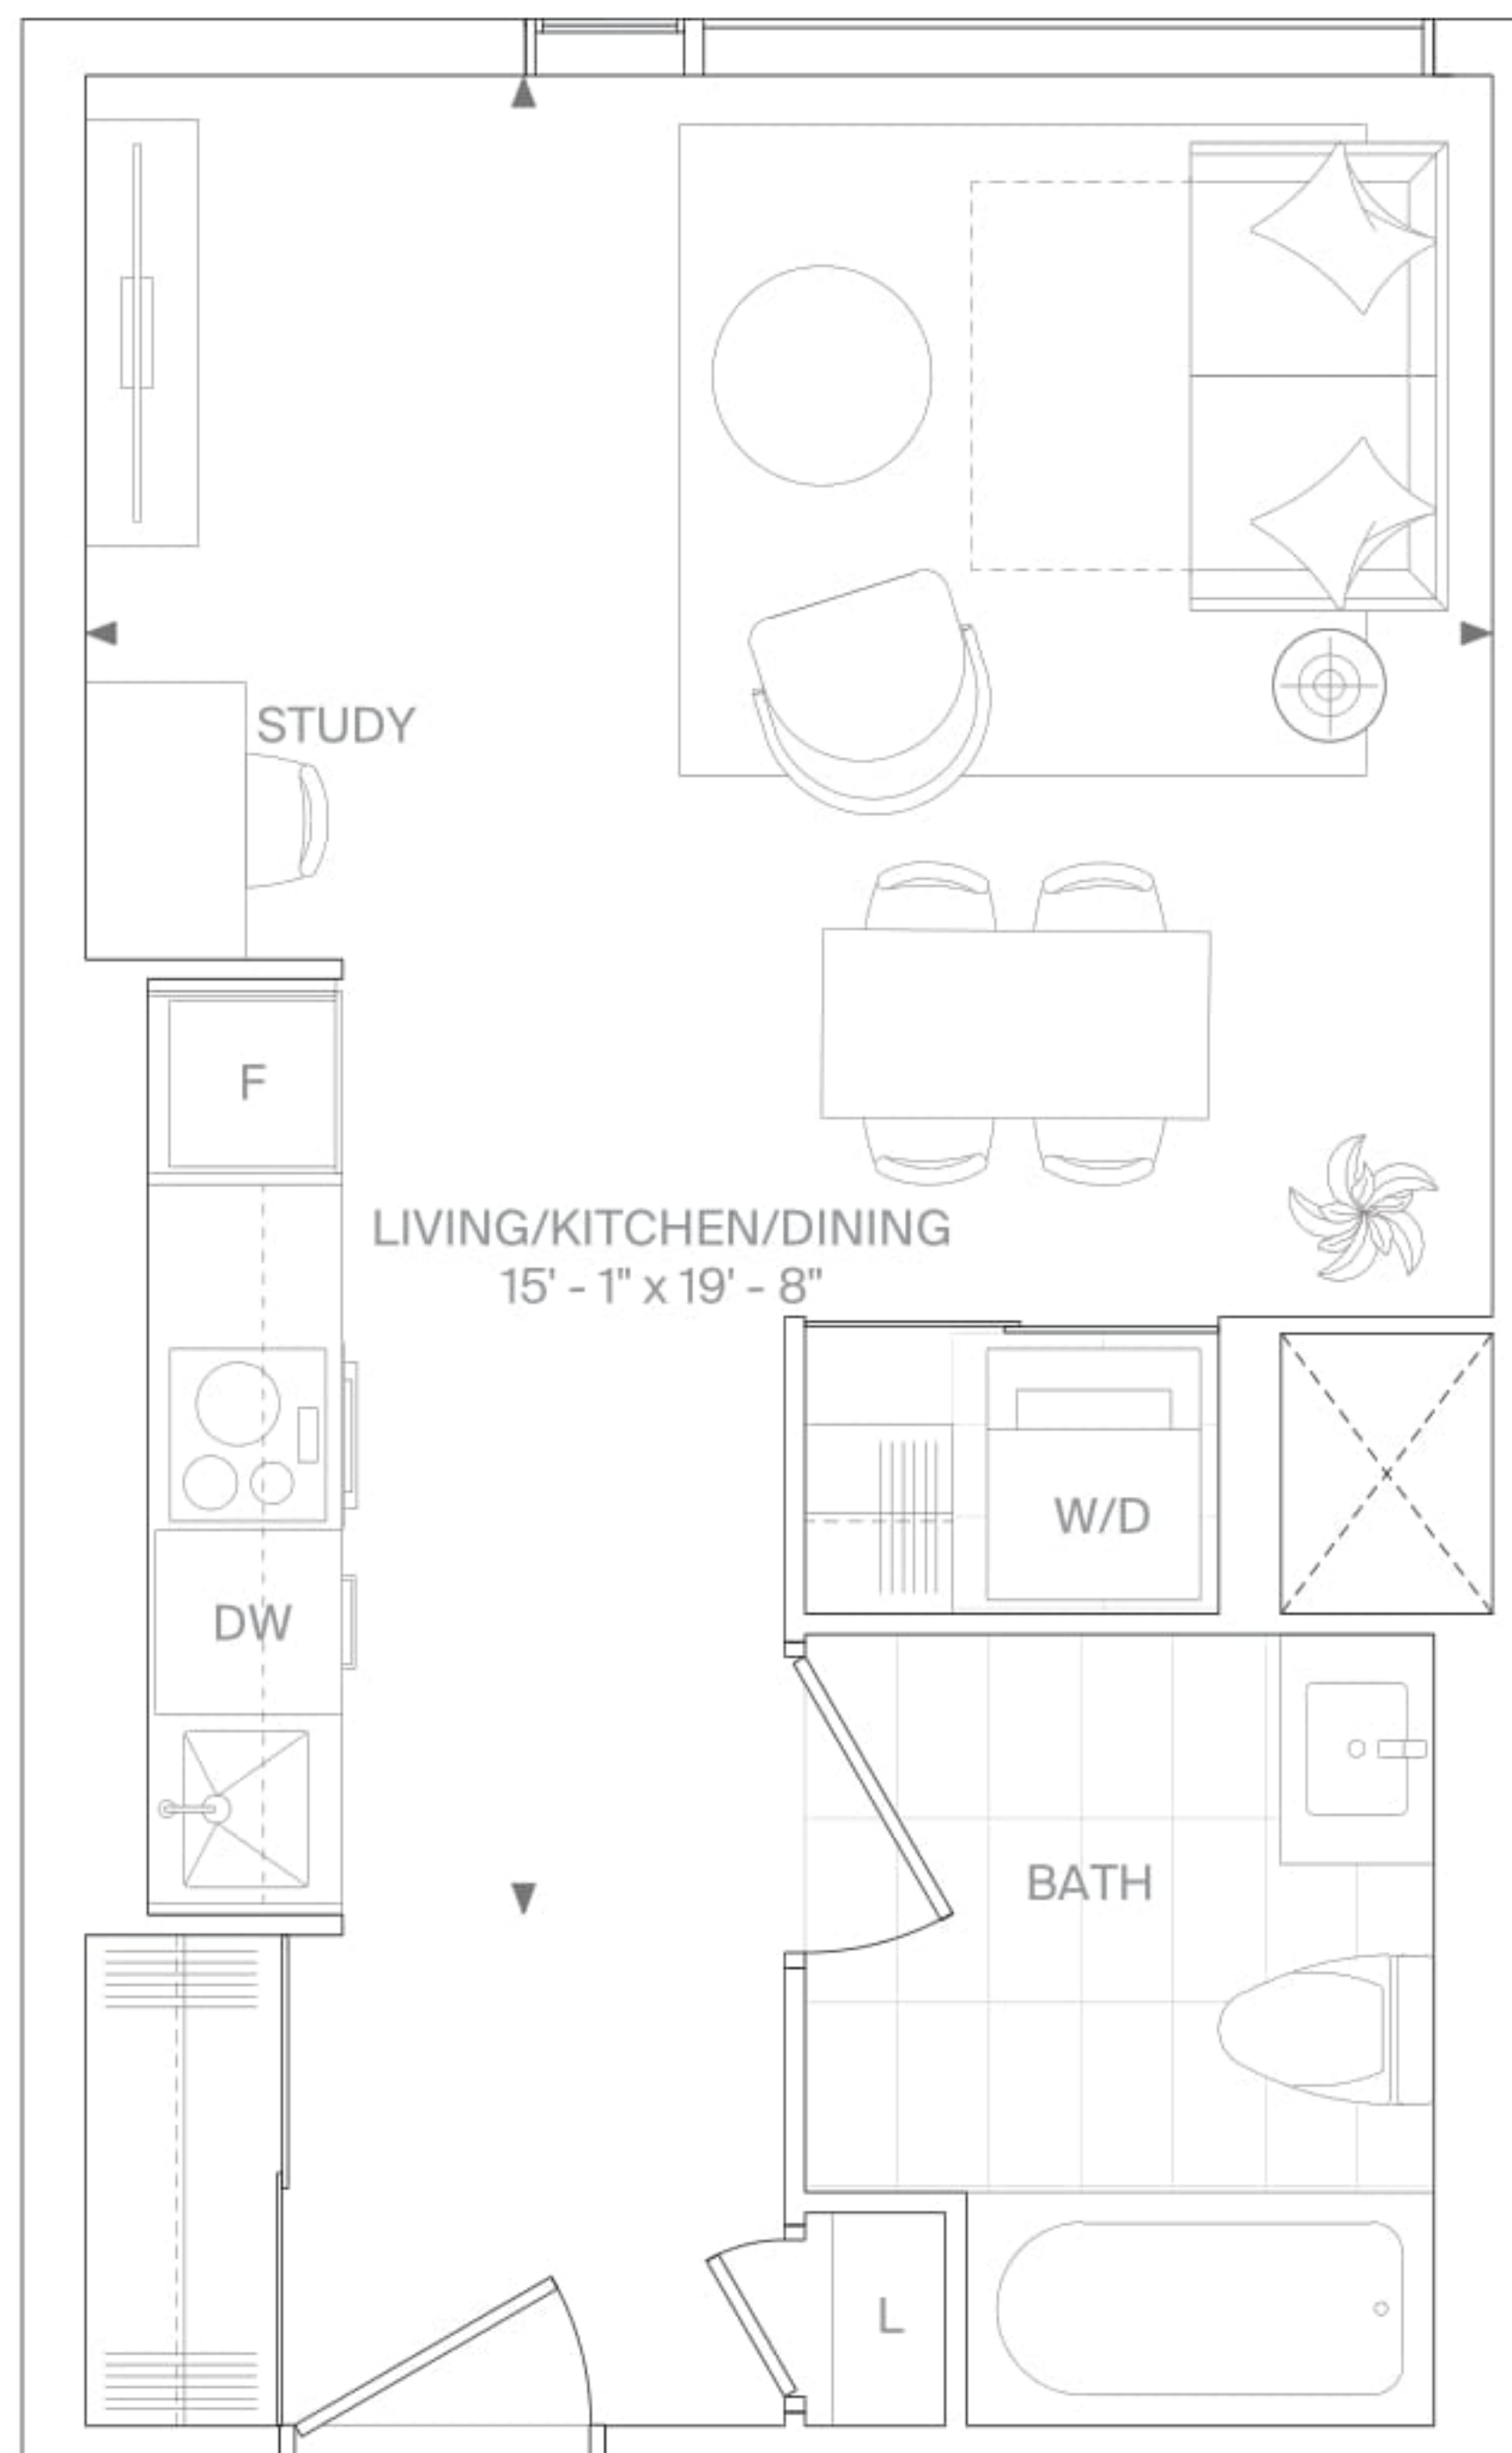 STUDY
F
LIVING/KITCHEN/DINING
15' - 1" x 19' - 8"
W/D
DW
BATH
L